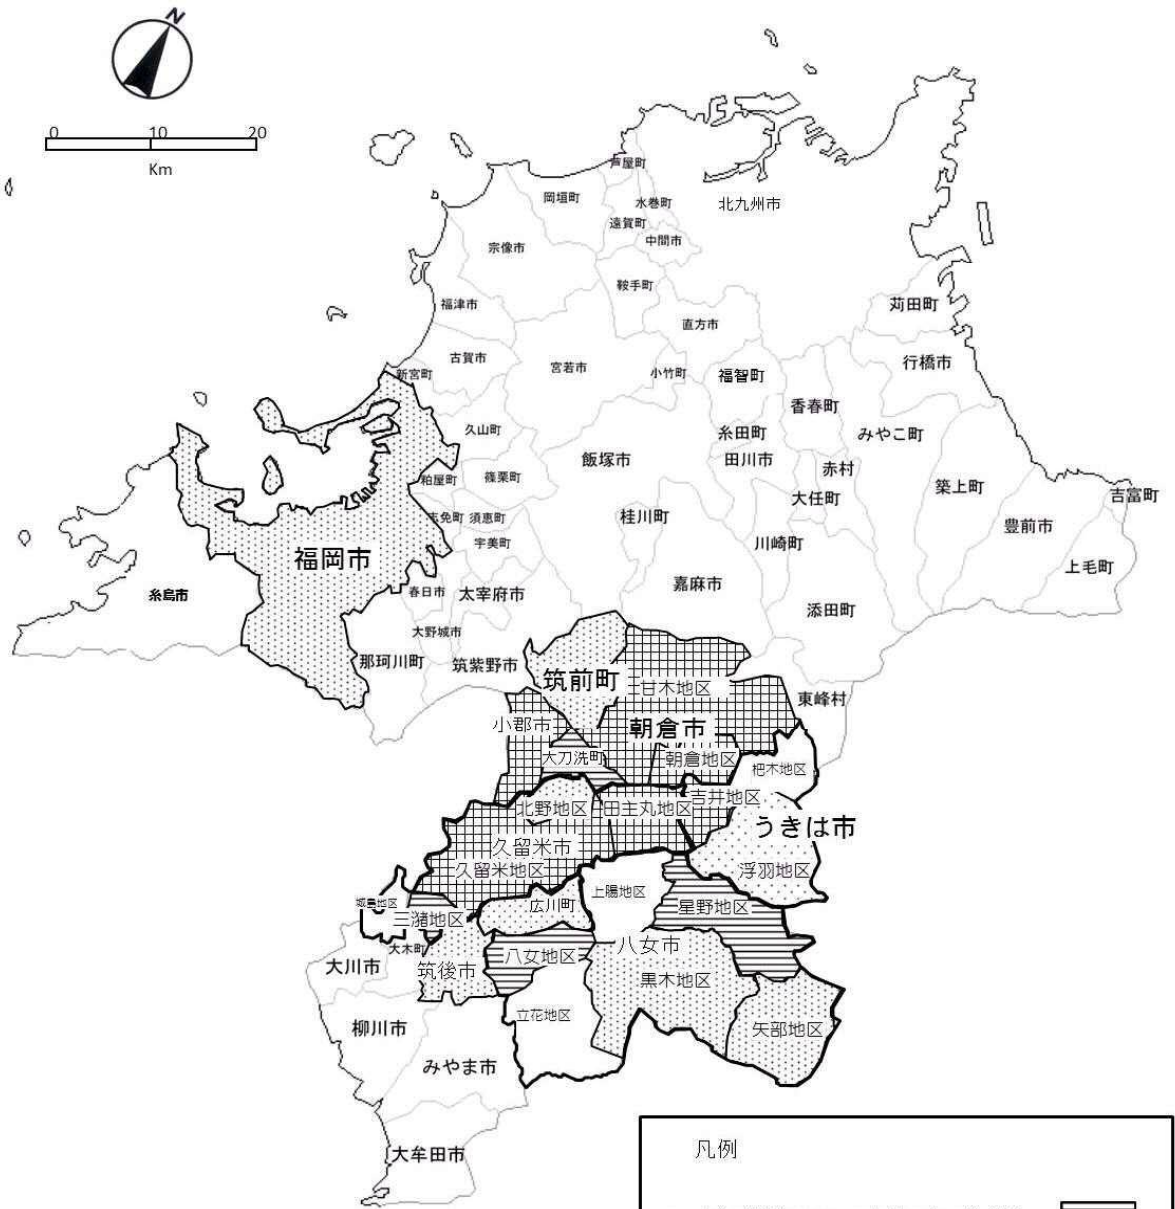 N
0 10 20
Km
芦屋町
岡垣町
水巻町
北九州市
遠賀町
中間市
宗像市
鞍手町
福津市
苅田町
直方市
古賀市
行橋市
宮若市
小竹町
新宮町
福智町
香春町
久山町
糸田町
みやこ町
飯塚市
田川市
赤村
粕屋町
篠栗町
築上町
大任町
吉富町
志免町
須恵町
桂川町
豊前市
宇美町
川崎町
福岡市
上毛町
嘉麻市
春日市
太宰府市
糸島市
添田町
大野城市
那珂川町
筑紫野市
筑前町
甘木地区
東峰村
小郡市
朝倉市
大刀洗町
朝倉地区
杷木地区
吉井地区
北野地区
田主丸地区
うきは市
久留米市
久留米地区
浮羽地区
上陽地区
城島地区
広川町
星野地区
三潴地区
八女市
大木町
八女地区
大川市
筑後市
黒木地区
立花地区
柳川市
矢部地区
みやま市
大牟田市
凡例